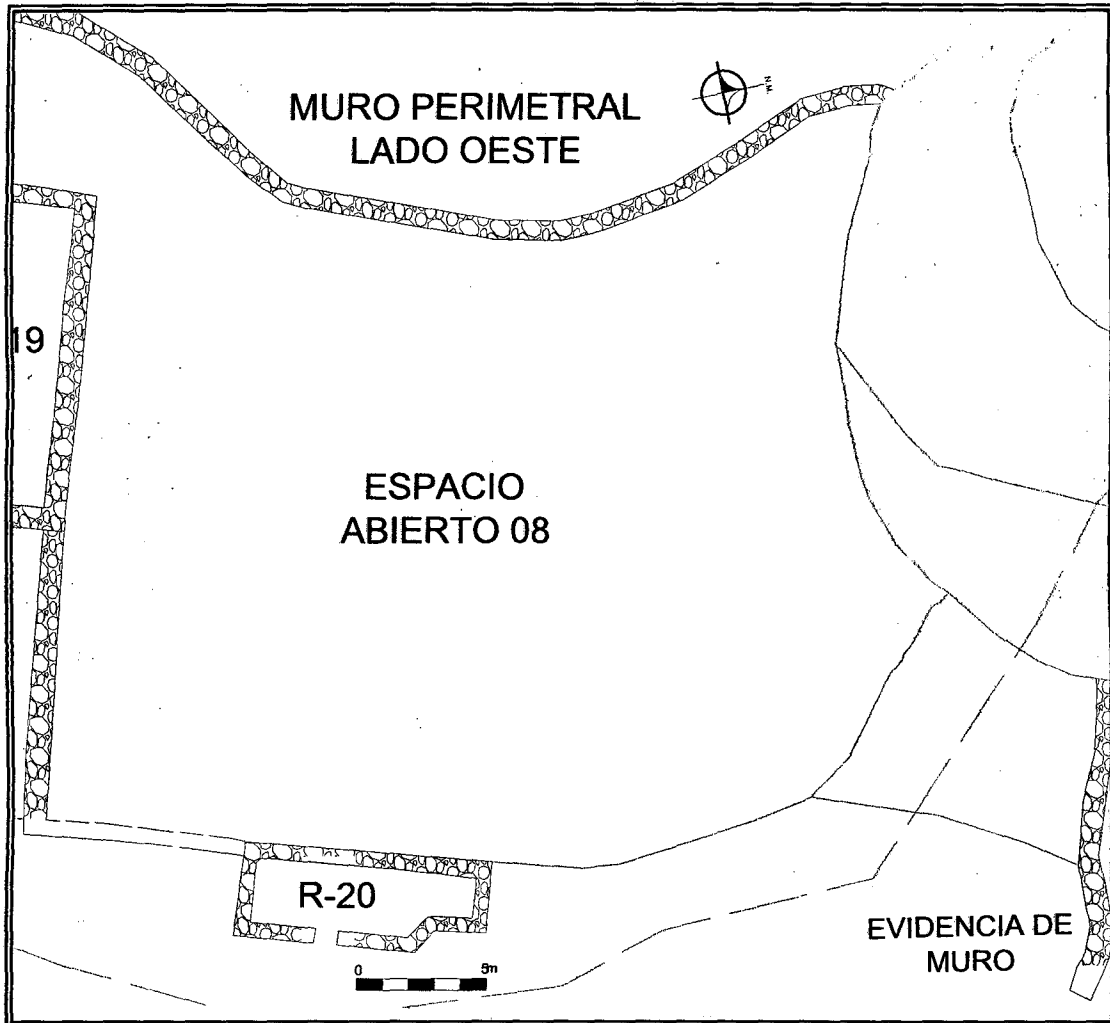 MURO PERIMETRAL
LADO OESTE
N.M.
19
ESPACIO
ABIERTO 08
R-20
EVIDENCIA DE
MURO
0 5m